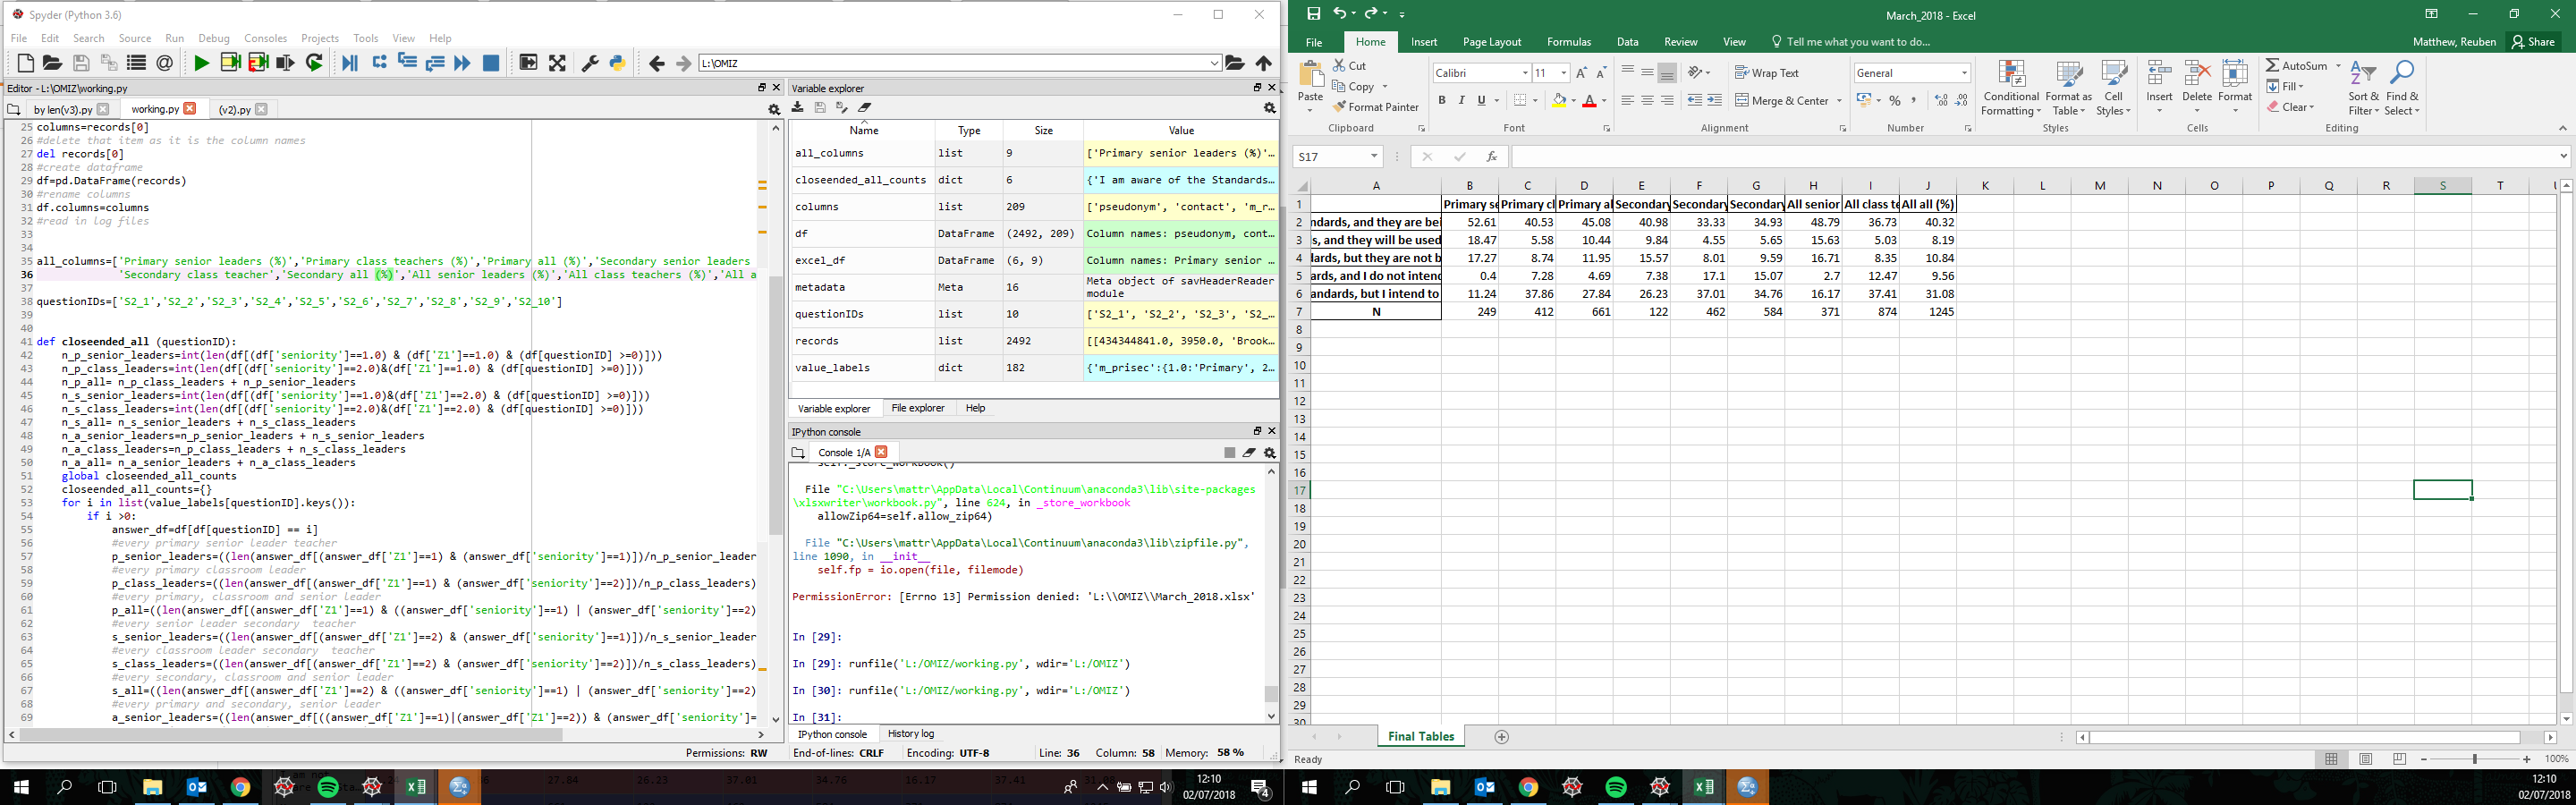 Spyder (Python 3.6)
File Edit Search Source Run Debug Consoles Projects Tools View Help
L:\OMIZ
Editor - L:\OMIZ\working.py
by len(v3).py working.py (v2).py
25 columns=records[0]
26 #delete that item as it is the column names
27 del records[0]
28 #create dataframe
29 df=pd.DataFrame(records)
30 #rename columns
31 df.columns=columns
32 #read in log files
33
34
35 all_columns=['Primary senior leaders (%)','Primary class teachers (%)','Primary all (%)','Secondary senior leaders
36 'Secondary class teacher','Secondary all (%)','All senior leaders (%)','All class teachers (%)','All a
37
38 questionIDs=['S2_1','S2_2','S2_3','S2_4','S2_5','S2_6','S2_7','S2_8','S2_9','S2_10']
39
40
41 def closeended_all (questionID):
42 n_p_senior_leaders=int(len(df[(df['seniority']==1.0) & (df['Z1']==1.0) & (df[questionID] >=0)]))
43 n_p_class_leaders=int(len(df[(df['seniority']==2.0)&(df['Z1']==1.0) & (df[questionID] >=0)]))
44 n_p_all= n_p_class_leaders + n_p_senior_leaders
45 n_s_senior_leaders=int(len(df[(df['seniority']==1.0)&(df['Z1']==2.0) & (df[questionID] >=0)]))
46 n_s_class_leaders=int(len(df[(df['seniority']==2.0)&(df['Z1']==2.0) & (df[questionID] >=0)]))
47 n_s_all= n_s_senior_leaders + n_s_class_leaders
48 n_a_senior_leaders=n_p_senior_leaders + n_s_senior_leaders
49 n_a_class_leaders=n_p_class_leaders + n_s_class_leaders
50 n_a_all= n_a_senior_leaders + n_a_class_leaders
51 global closeended_all_counts
52 closeended_all_counts={}
53 for i in list(value_labels[questionID].keys()):
54 if i >0:
55 answer_df=df[df[questionID] == i]
56 #every primary senior leader teacher
57 p_senior_leaders=((len(answer_df[(answer_df['Z1']==1) & (answer_df['seniority']==1)])/n_p_senior_leader
58 #every primary classroom leader
59 p_class_leaders=((len(answer_df[(answer_df['Z1']==1) & (answer_df['seniority']==2)])/n_p_class_leaders)
60 #every primary, classroom and senior leader
61 p_all=((len(answer_df[(answer_df['Z1']==1) & ((answer_df['seniority']==1) | (answer_df['seniority']==2)
62 #every senior leader secondary teacher
63 s_senior_leaders=((len(answer_df[(answer_df['Z1']==2) & (answer_df['seniority']==1)])/n_s_senior_leader
64 #every classroom leader secondary teacher
65 s_class_leaders=((len(answer_df[(answer_df['Z1']==2) & (answer_df['seniority']==2)])/n_s_class_leaders)
66 #every secondary, classroom and senior leader
67 s_all=((len(answer_df[(answer_df['Z1']==2) & ((answer_df['seniority']==1) | (answer_df['seniority']==2)
68 #every primary and secondary, senior leader
69 a_senior_leaders=((len(answer_df[((answer_df['Z1']==1)|(answer_df['Z1']==2)) & (answer_df['seniority']=
Variable explorer
Name Type Size Value
all_columns list 9 ['Primary senior leaders (%)'...
closeended_all_counts dict 6 {'I am aware of the Standards...
columns list 209 ['pseudonym', 'contact', 'm_r...
df DataFrame (2492, 209) Column names: pseudonym, cont...
excel_df DataFrame (6, 9) Column names: Primary senior ...
metadata Meta 16 Meta object of savHeaderReader
module
questionIDs list 10 ['S2_1', 'S2_2', 'S2_3', 'S2_...
records list 2492 [[434344841.0, 3950.0, 'Brook...
value_labels dict 182 {'m_prisec':{1.0:'Primary', 2...
Variable explorer File explorer Help
IPython console
Console 1/A
self._store_workbook()
File "C:\Users\mattr\AppData\Local\Continuum\anaconda3\lib\site-packages
\xlsxwriter\workbook.py", line 624, in _store_workbook
allowZip64=self.allow_zip64)
File "C:\Users\mattr\AppData\Local\Continuum\anaconda3\lib\zipfile.py",
line 1090, in __init__
self.fp = io.open(file, filemode)
PermissionError: [Errno 13] Permission denied: 'L:\\OMIZ\\March_2018.xlsx'
In [29]:
In [29]: runfile('L:/OMIZ/working.py', wdir='L:/OMIZ')
In [30]: runfile('L:/OMIZ/working.py', wdir='L:/OMIZ')
In [31]:
IPython console History log
Permissions: RW End-of-lines: CRLF Encoding: UTF-8 Line: 36 Column: 58 Memory: 58 %
12:10
02/07/2018
4
March_2018 - Excel
File Home Insert Page Layout Formulas Data Review View Tell me what you want to do... Matthew, Reuben Share
Paste Cut Copy Format Painter Clipboard
Calibri 11 B I U Font
Wrap Text Merge & Center Alignment
General Number
Conditional Formatting Format as Table Cell Styles Styles
Insert Delete Format Cells
AutoSum Fill Clear Sort & Filter Find & Select Editing
S17 fx
A B C D E F G H I J K L M N O P Q R S T
1 Primary se Primary cl Primary al Secondary Secondary Secondary All senior All class te All all (%)
2 ndards, and they are bei 52.61 40.53 45.08 40.98 33.33 34.93 48.79 36.73 40.32
3 s, and they will be used 18.47 5.58 10.44 9.84 4.55 5.65 15.63 5.03 8.19
4 dards, but they are not b 17.27 8.74 11.95 15.57 8.01 9.59 16.71 8.35 10.84
5 ards, and I do not intend 0.4 7.28 4.69 7.38 17.1 15.07 2.7 12.47 9.56
6 andards, but I intend to 11.24 37.86 27.84 26.23 37.01 34.76 16.17 37.41 31.08
7 N 249 412 661 122 462 584 371 874 1245
8
9
10
11
12
13
14
15
16
17
18
19
20
21
22
23
24
25
26
27
28
29
30
Final Tables
Ready 100%
12:10
02/07/2018